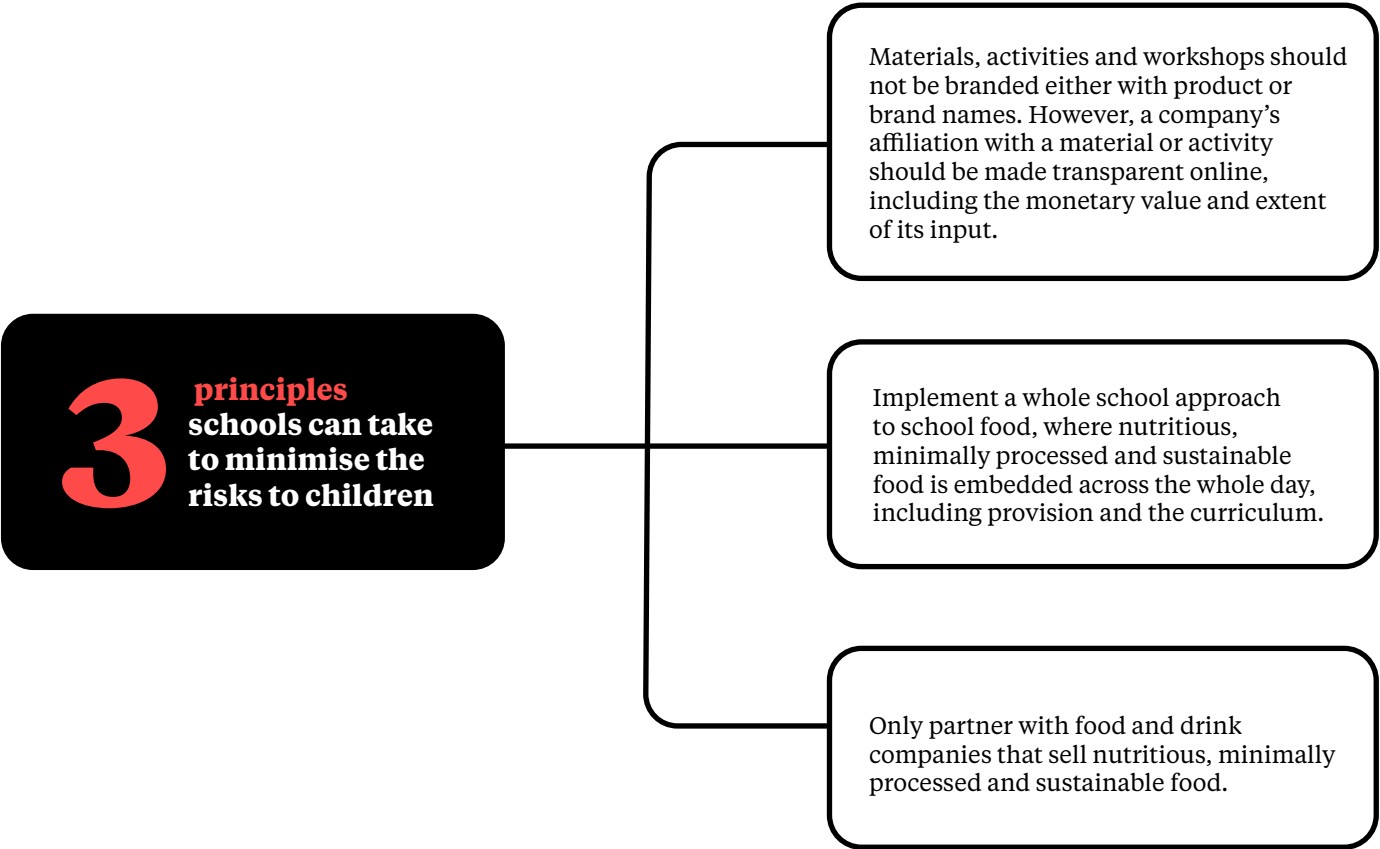 3 principles
schools can take
to minimise the
risks to children
Materials, activities and workshops should
not be branded either with product or
brand names. However, a company’s
affiliation with a material or activity
should be made transparent online,
including the monetary value and extent
of its input.
Implement a whole school approach
to school food, where nutritious,
minimally processed and sustainable
food is embedded across the whole day,
including provision and the curriculum.
Only partner with food and drink
companies that sell nutritious, minimally
processed and sustainable food.